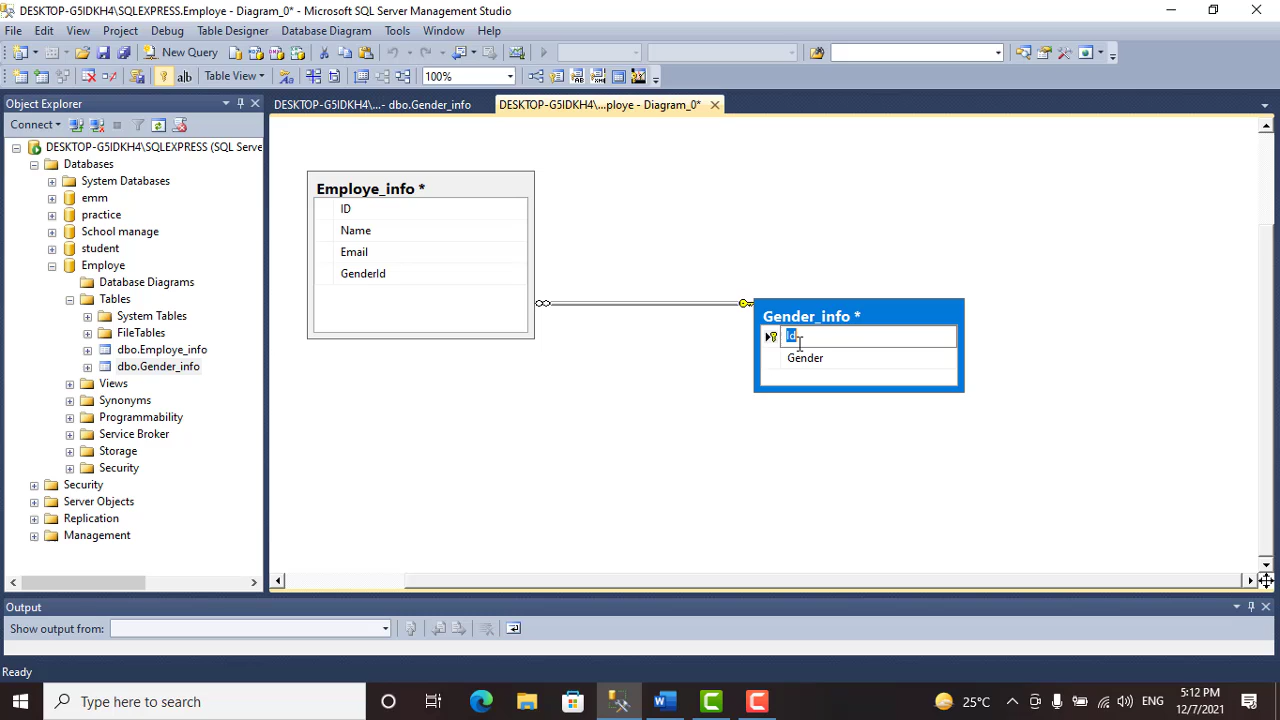 DESKTOP-G5IDKH4\SQLEXPRESS.Employe - Diagram_0* - Microsoft SQL Server Management Studio
File Edit View Project Debug Table Designer Database Diagram Tools Window Help
New Query
ab Table View 100%
Object Explorer
DESKTOP-G5IDKH4\...- dbo.Gender_info DESKTOP-G5IDKH4\...ploye - Diagram_0*
Connect
DESKTOP-G5IDKH4\SQLEXPRESS (SQL Serve
Databases
System Databases
emm
practice
School manage
student
Employe
Database Diagrams
Tables
System Tables
FileTables
dbo.Employe_info
dbo.Gender_info
Views
Synonyms
Programmability
Service Broker
Storage
Security
Security
Server Objects
Replication
Management
Employe_info *
ID
Name
Email
GenderId
Gender_info *
Id
Gender
Output
Show output from:
Ready
Type here to search
25°C
ENG
5:12 PM
12/7/2021